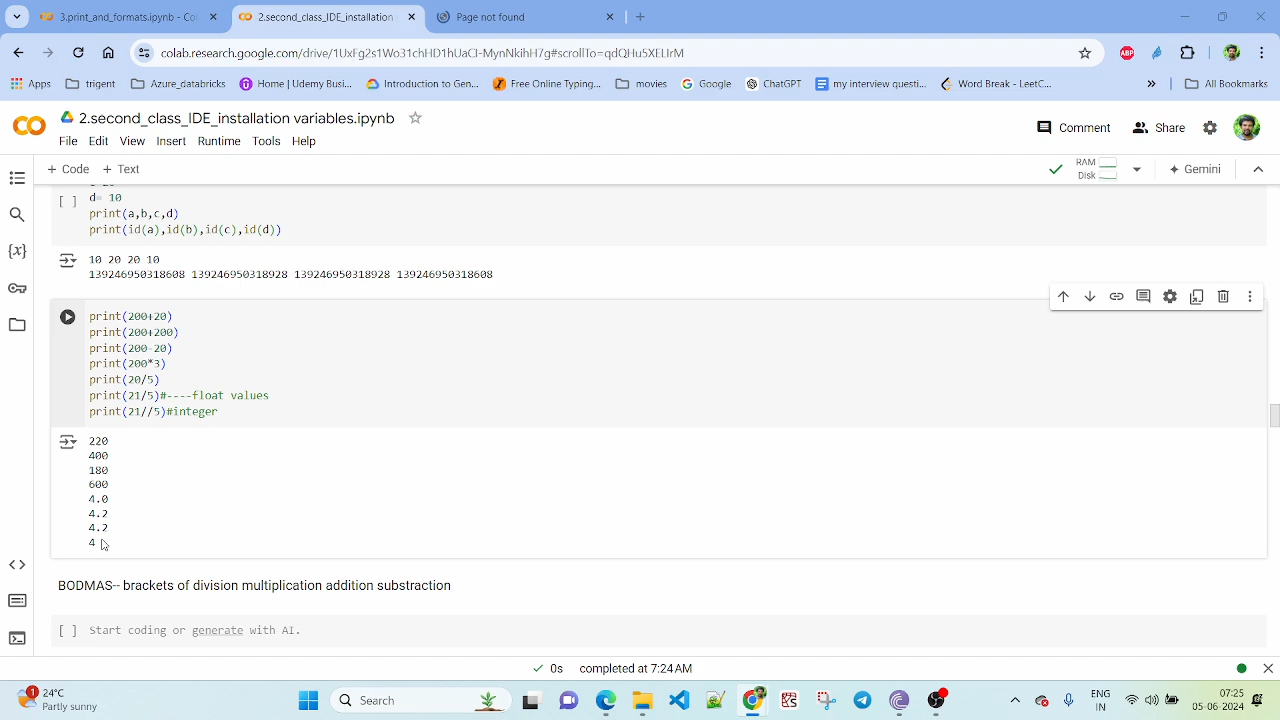 3.print_and_formats.ipynb - Co
2.second_class_IDE_installation
Page not found
colab.research.google.com/drive/1UxFg2s1Wo31chHD1hUaCI-MynNkihH7g#scrollTo=qdQHu5XELlrM
ABP
Apps
trigen
Azure_databricks
Home | Udemy Busi...
Introduction to Gen...
Free Online Typing...
movies
Google
ChatGPT
my interview questi...
Word Break - LeetC...
»
All Bookmarks
2.second_class_IDE_installation variables.ipynb
Comment
Share
File Edit View Insert Runtime Tools Help
+ Code + Text
RAM
Disk
Gemini
[ ]
d= 10
print(a,b,c,d)
print(id(a),id(b),id(c),id(d))
10 20 20 10
139246950318608 139246950318928 139246950318928 139246950318608
print(200+20)
print(200+200)
print(200-20)
print(200*3)
print(20/5)
print(21/5)#----float values
print(21//5)#integer
220
400
180
600
4.0
4.2
4.2
4
BODMAS-- brackets of division multiplication addition substraction
[ ] Start coding or generate with AI.
0s completed at 7:24 AM
1
24°C
Partly sunny
Search
ENG
IN
07:25
05-06-2024